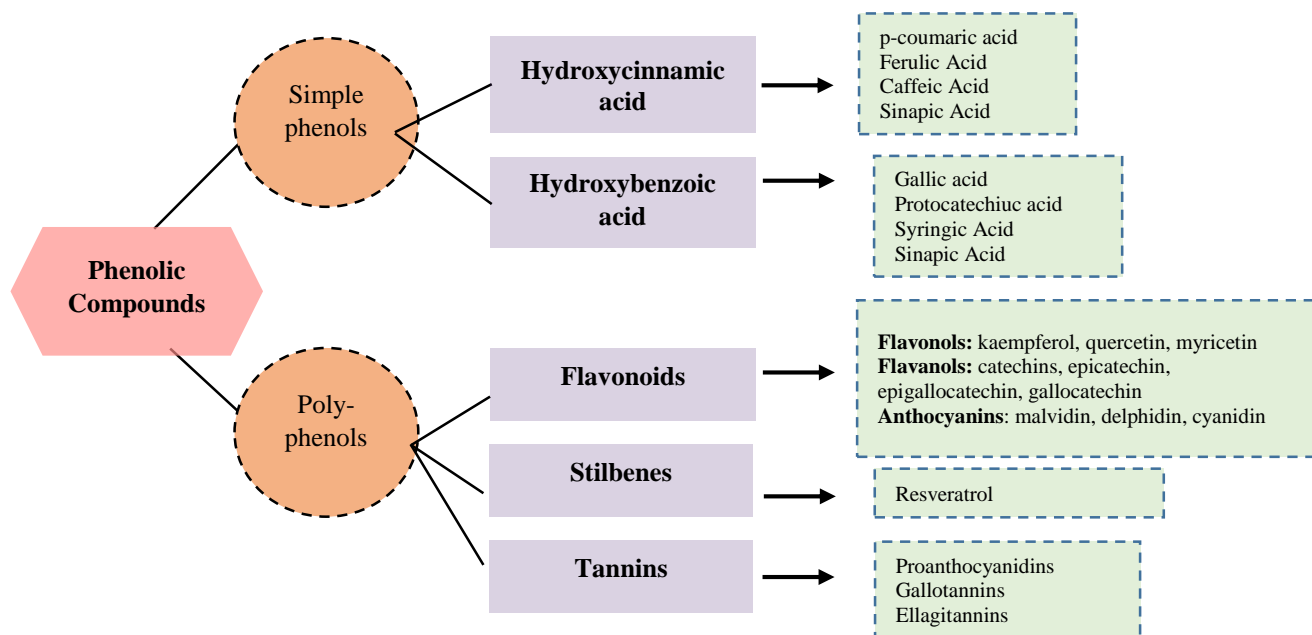 Phenolic
Compounds
Simple
phenols
Hydroxycinnamic
acid
p-coumaric acid
Ferulic Acid
Caffeic Acid
Sinapic Acid
Hydroxybenzoic
acid
Gallic acid
Protocatechiuc acid
Syringic Acid
Sinapic Acid
Poly-
phenols
Flavonoids
Flavonols: kaempferol, quercetin, myricetin
Flavanols: catechins, epicatechin,
epigallocatechin, gallocatechin
Anthocyanins: malvidin, delphidin, cyanidin
Stilbenes
Resveratrol
Tannins
Proanthocyanidins
Gallotannins
Ellagitannins